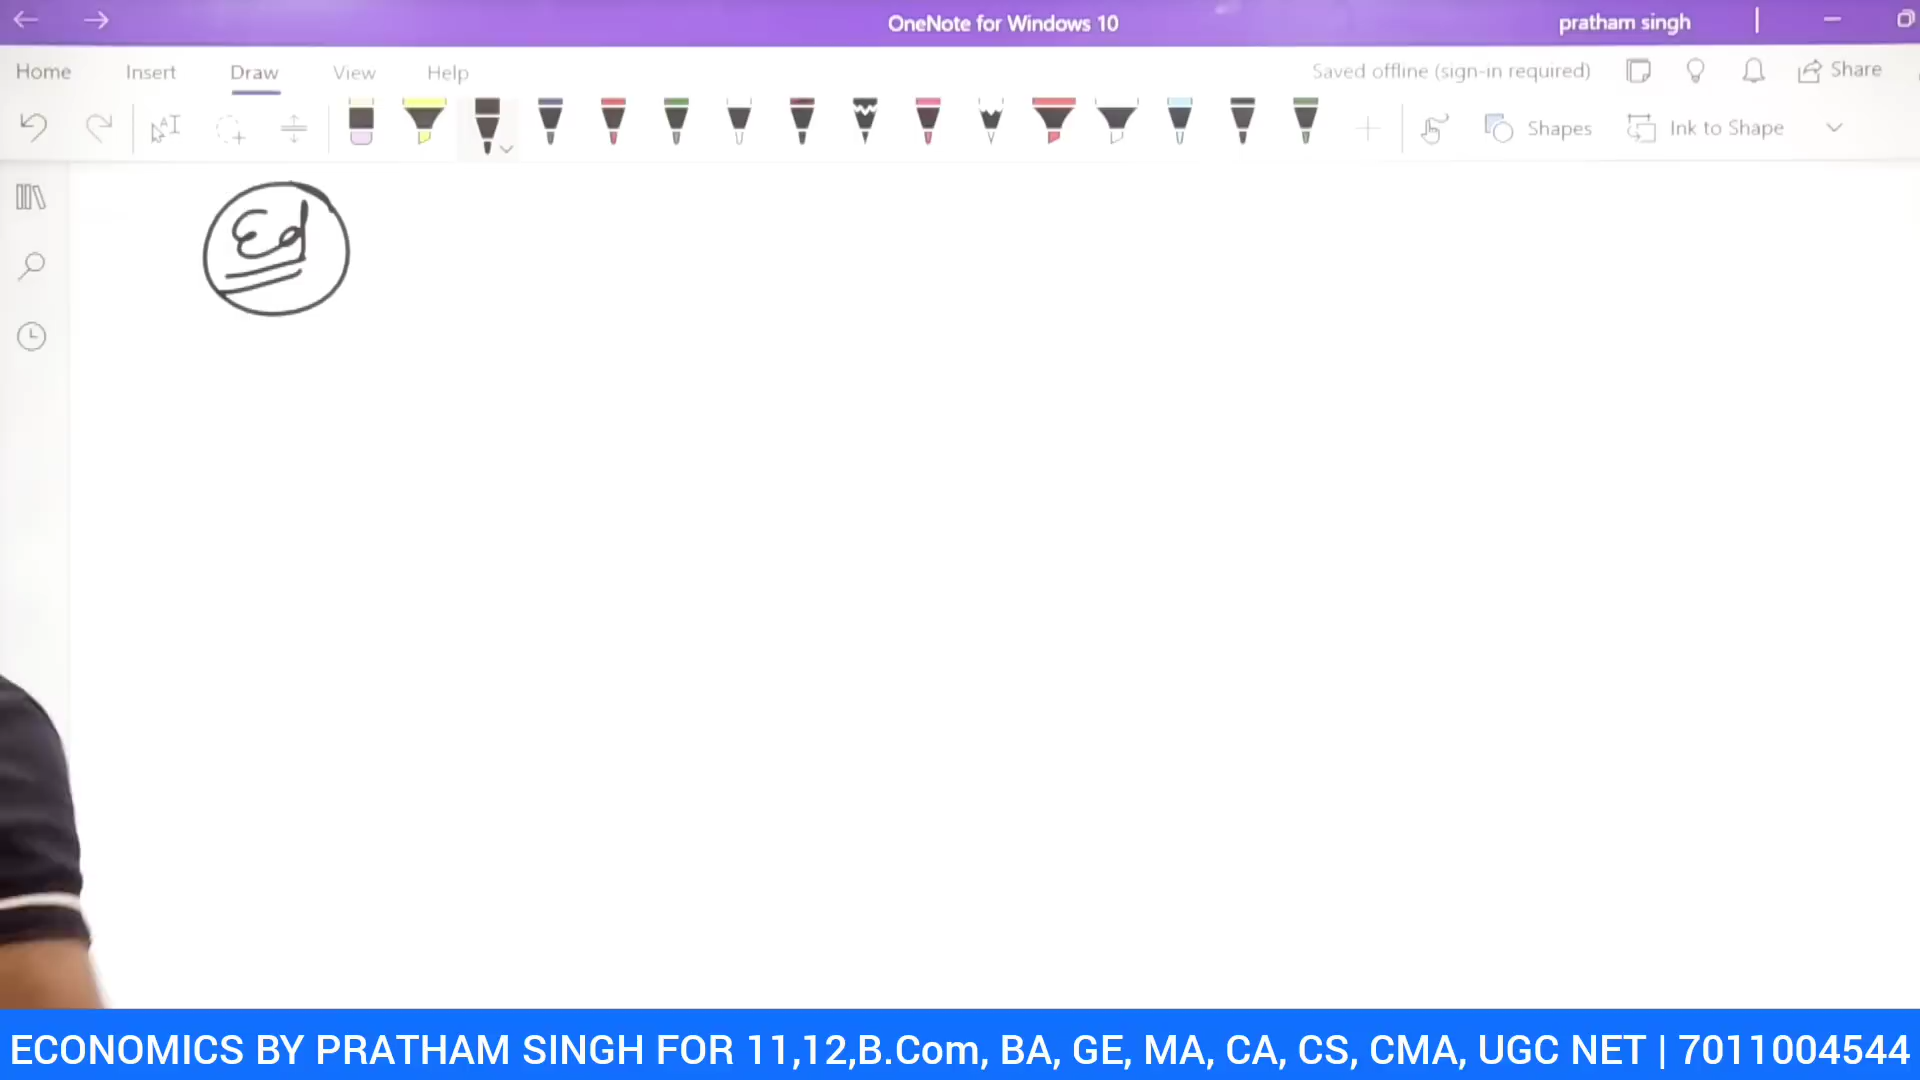 OneNote for Windows 10
pratham singh
Home Insert Draw View Help
Saved offline (sign-in required)
Share
Shapes
Ink to Shape
Ed
ECONOMICS BY PRATHAM SINGH FOR 11,12,B.Com, BA, GE, MA, CA, CS, CMA, UGC NET | 7011004544